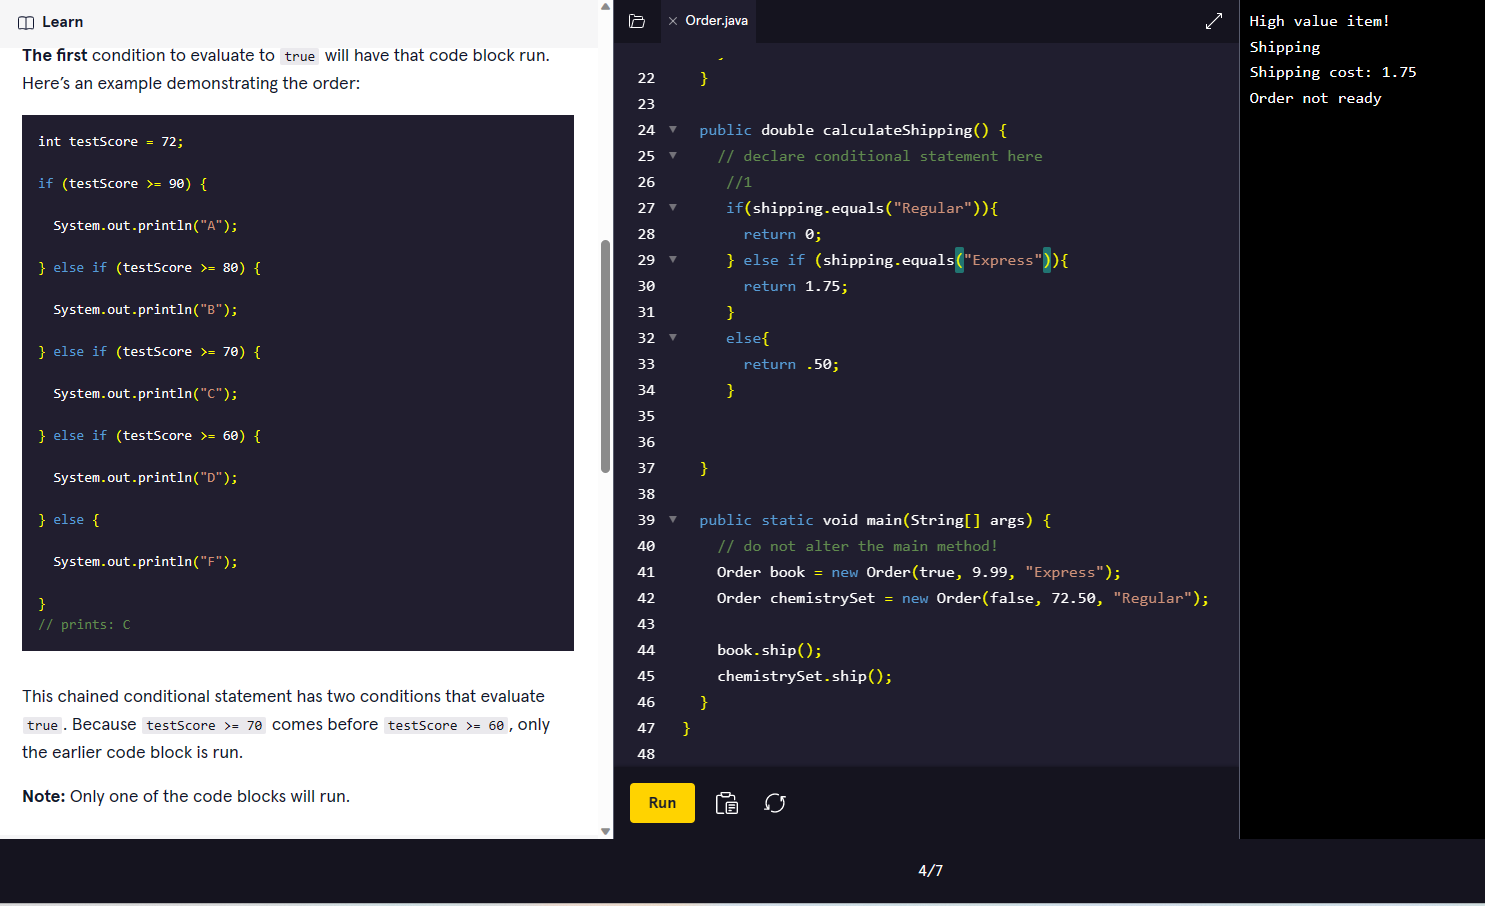 Learn
The first condition to evaluate to true will have that code block run.
Here's an example demonstrating the order:
int testScore = 72;
if (testScore >= 90) {
System.out.println("A");
} else if (testScore >= 80) {
System.out.println("B");
} else if (testScore >= 70) {
System.out.println("C");
} else if (testScore >= 60) {
System.out.println("D");
} else {
System.out.println("F");
}
// prints: C
This chained conditional statement has two conditions that evaluate
true. Because testScore >= 70 comes before testScore >= 60, only
the earlier code block is run.
Note: Only one of the code blocks will run.
Order.java
22 }
23
24 public double calculateShipping() {
25 // declare conditional statement here
26 //1
27 if(shipping.equals("Regular")){
28 return 0;
29 } else if (shipping.equals("Express")){
30 return 1.75;
31 }
32 else{
33 return .50;
34 }
35
36
37 }
38
39 public static void main(String[] args) {
40 // do not alter the main method!
41 Order book = new Order(true, 9.99, "Express");
42 Order chemistrySet = new Order(false, 72.50, "Regular");
43
44 book.ship();
45 chemistrySet.ship();
46 }
47 }
48
Run
High value item!
Shipping
Shipping cost: 1.75
Order not ready
4/7